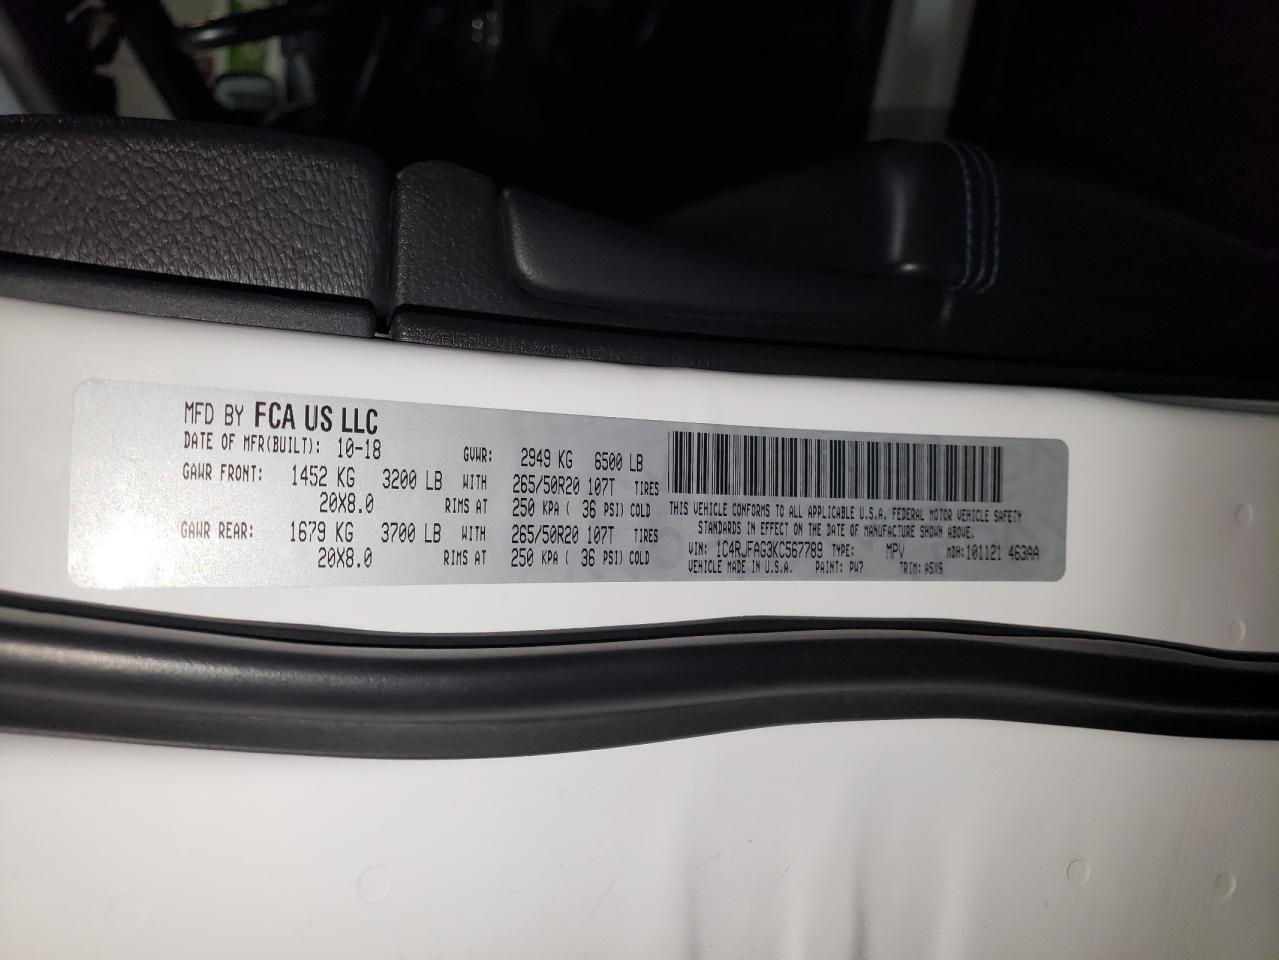 MFD BY FCA US LLC
DATE OF MFR(BUILT): 10-18 GVWR: 2949 KG 6500 LB
GAWR FRONT: 1452 KG 3200 LB WITH 265/50R20 107T TIRES
20X8.0 RIMS AT 250 KPA ( 36 PSI) COLD
GAWR REAR: 1679 KG 3700 LB WITH 265/50R20 107T TIRES
20X8.0 RIMS AT 250 KPA ( 36 PSI) COLD
THIS VEHICLE CONFORMS TO ALL APPLICABLE U.S.A. FEDERAL MOTOR VEHICLE SAFETY
STANDARDS IN EFFECT ON THE DATE OF MANUFACTURE SHOWN ABOVE.
VIN: 1C4RJFAG3KC567789 TYPE: MPV MDH:101121 463AA
VEHICLE MADE IN U.S.A. PAINT: PW7 TRIM: A5X9